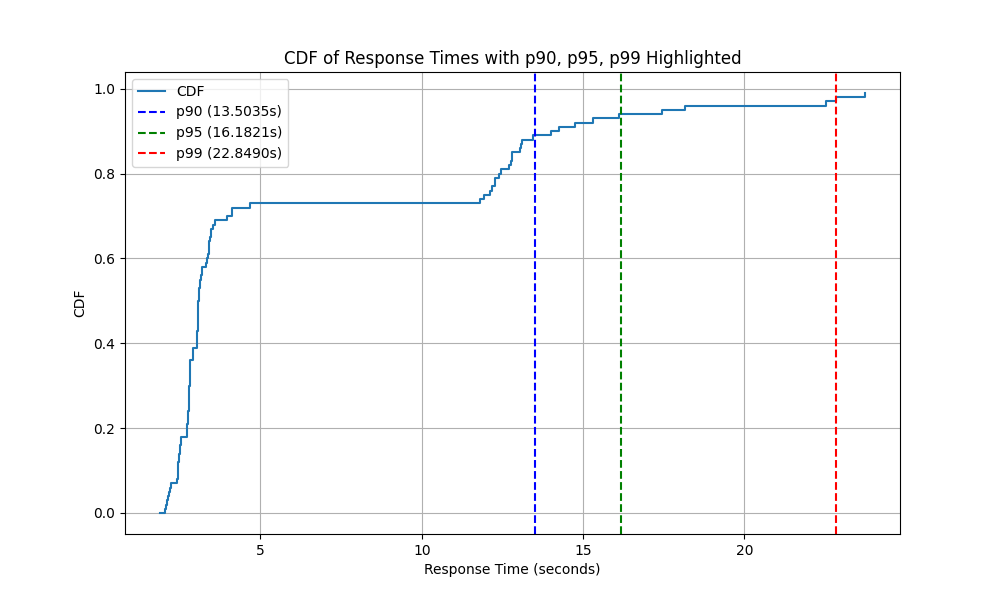 CDF of Response Times with p90, p95, p99 Highlighted
CDF
p90 (13.5035s)
p95 (16.1821s)
p99 (22.8490s)
1.0
0.8
0.6
0.4
0.2
0.0
CDF
5
10
15
20
Response Time (seconds)